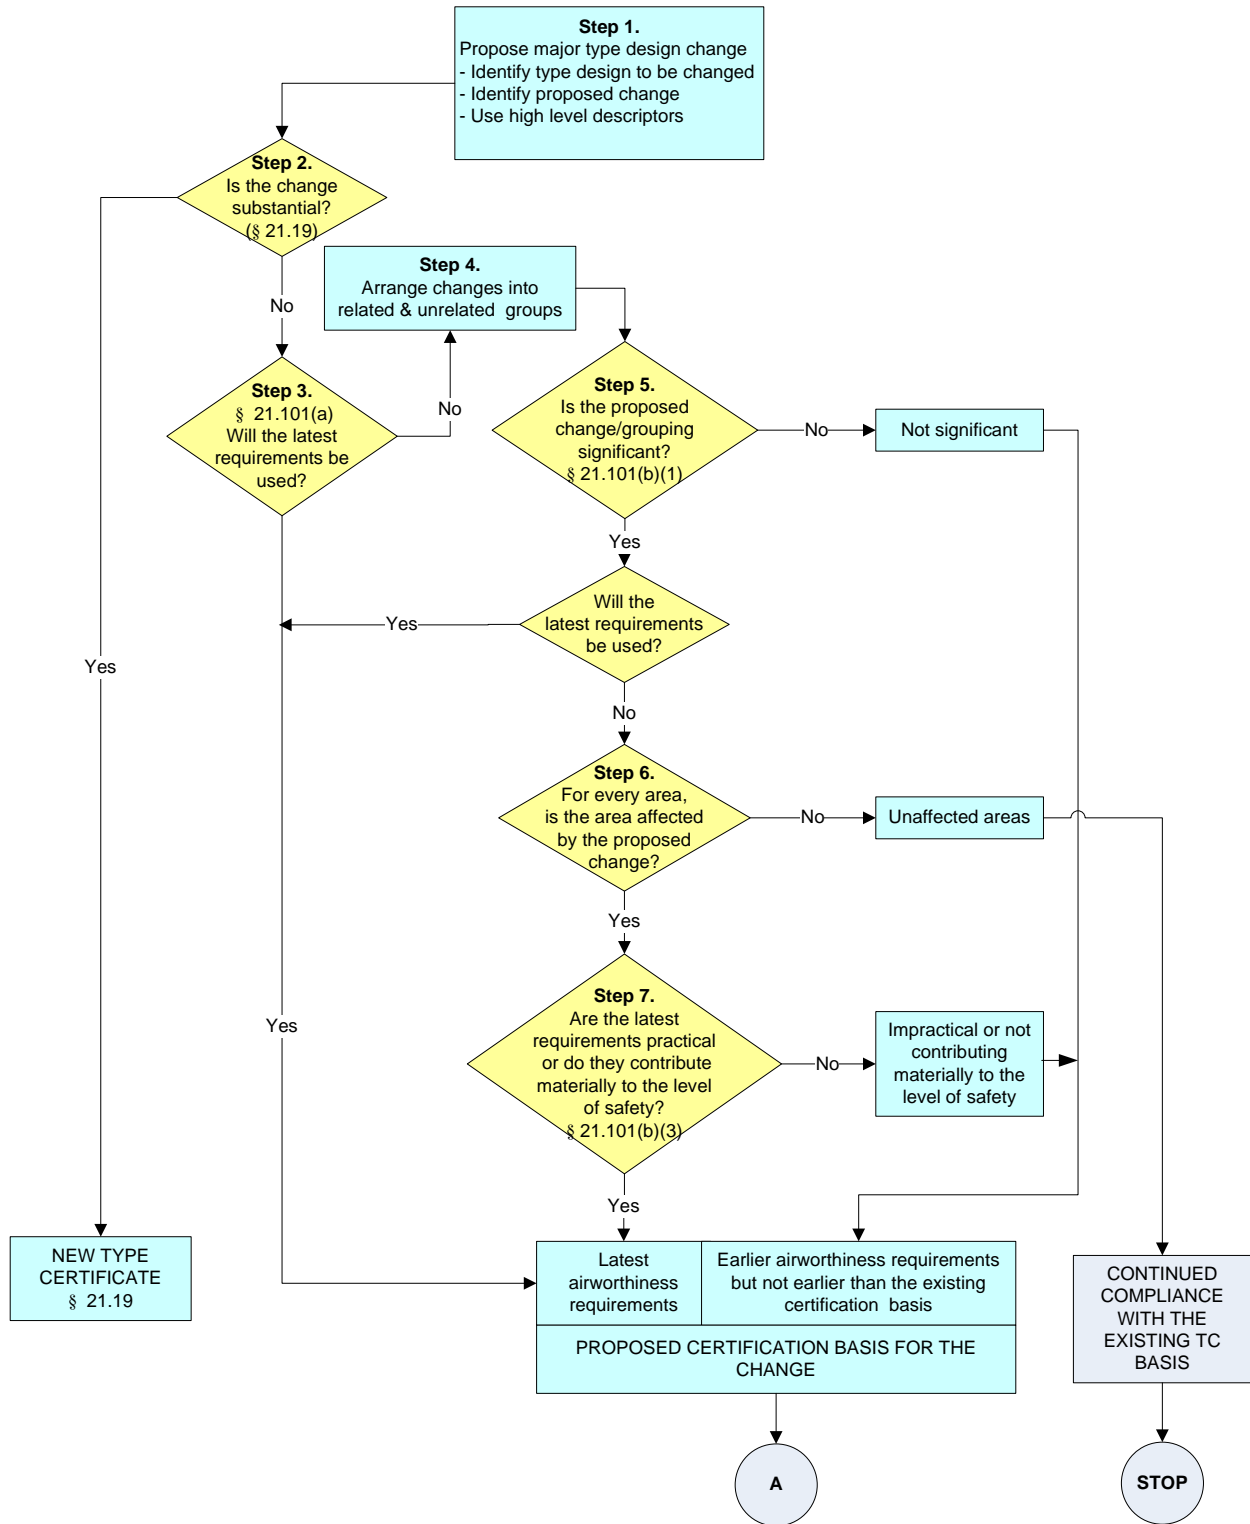 Step 1.
Propose major type design change
- Identify type design to be changed
- Identify proposed change
- Use high level descriptors
Step 2.
Is the change
substantial?
(§ 21.19)
No
Yes
Step 3.
§ 21.101(a)
Will the latest
requirements be
used?
No
Yes
Step 4.
Arrange changes into
related & unrelated groups
Step 5.
Is the proposed
change/grouping
significant?
§ 21.101(b)(1)
No
Not significant
Yes
Will the
latest requirements
be used?
Yes
No
Step 6.
For every area,
is the area affected
by the proposed
change?
No
Unaffected areas
Yes
Step 7.
Are the latest
requirements practical
or do they contribute
materially to the level
of safety?
§ 21.101(b)(3)
No
Impractical or not
contributing
materially to the
level of safety
Yes
NEW TYPE
CERTIFICATE
§ 21.19
Latest
airworthiness
requirements
Earlier airworthiness requirements
but not earlier than the existing
certification basis
PROPOSED CERTIFICATION BASIS FOR THE
CHANGE
CONTINUED
COMPLIANCE
WITH THE
EXISTING TC
BASIS
A
STOP